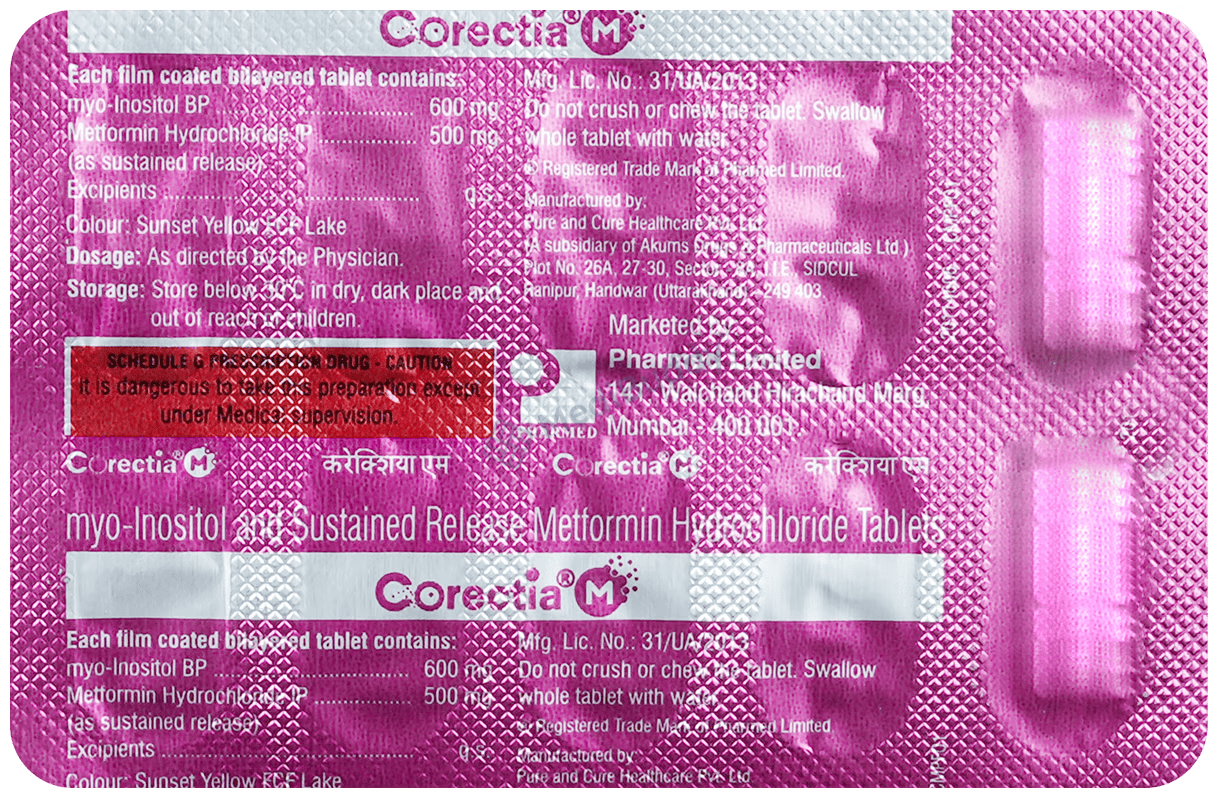 Corectia® M
Each film coated bilayered tablet contains:
myo-Inositol BP ........................ 600 mg
Metformin Hydrochloride IP ................ 500 mg
(as sustained release)
Excipients ................................................ q.s.
Colour: Sunset Yellow FCF Lake
Dosage: As directed by the Physician.
Storage: Store below 30°C in dry, dark place and
out of reach of children.
SCHEDULE G PRESCRIPTION DRUG - CAUTION
It is dangerous to take this preparation except
under Medical supervision.
Mfg. Lic. No.: 31/UA/2013
Do not crush or chew the tablet. Swallow
whole tablet with water.
® Registered Trade Mark of Pharmed Limited.
Manufactured by:
Pure and Cure Healthcare Pvt. Ltd.
(A subsidiary of Akums Drugs & Pharmaceuticals Ltd.)
Plot No. 26A, 27-30, Sector - 8A, I.I.E., SIDCUL
Ranipur, Haridwar (Uttarakhand) - 249 403.
Marketed by:
Pharmed Limited
141, Walchand Hirachand Marg,
Mumbai - 400 001.
PHARMED
Corectia® M करेक्शिया एम Corectia® M करेक्शिया एम
myo-Inositol and Sustained Release Metformin Hydrochloride Tablets
Corectia® M
Each film coated bilayered tablet contains:
myo-Inositol BP ........................ 600 mg
Metformin Hydrochloride IP ................ 500 mg
(as sustained release)
Excipients ................................................ q.s.
Colour: Sunset Yellow FCF Lake
Mfg. Lic. No.: 31/UA/2013
Do not crush or chew the tablet. Swallow
whole tablet with water.
® Registered Trade Mark of Pharmed Limited.
Manufactured by:
Pure and Cure Healthcare Pvt. Ltd.